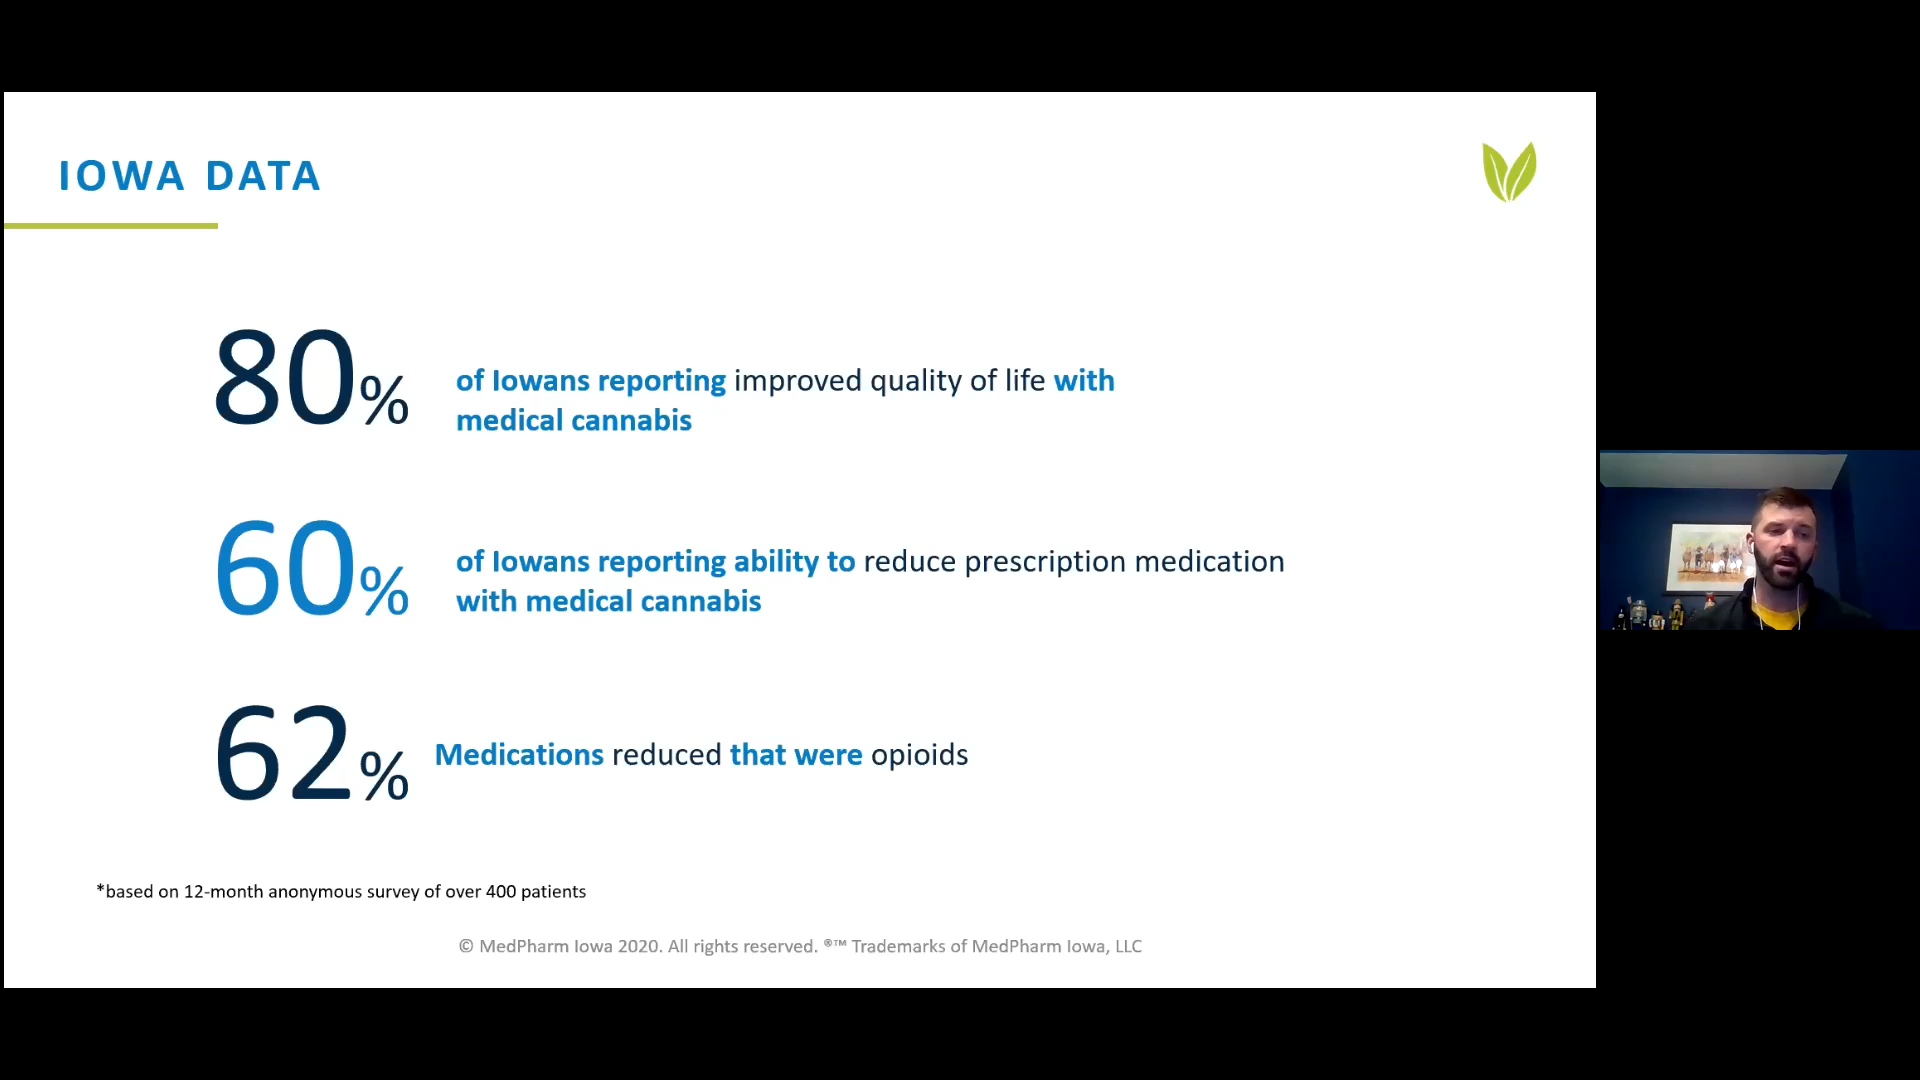 IOWA DATA
80%
of Iowans reporting improved quality of life with
medical cannabis
60%
of Iowans reporting ability to reduce prescription medication
with medical cannabis
62%
Medications reduced that were opioids
*based on 12-month anonymous survey of over 400 patients
© MedPharm Iowa 2020. All rights reserved. ®™ Trademarks of MedPharm Iowa, LLC